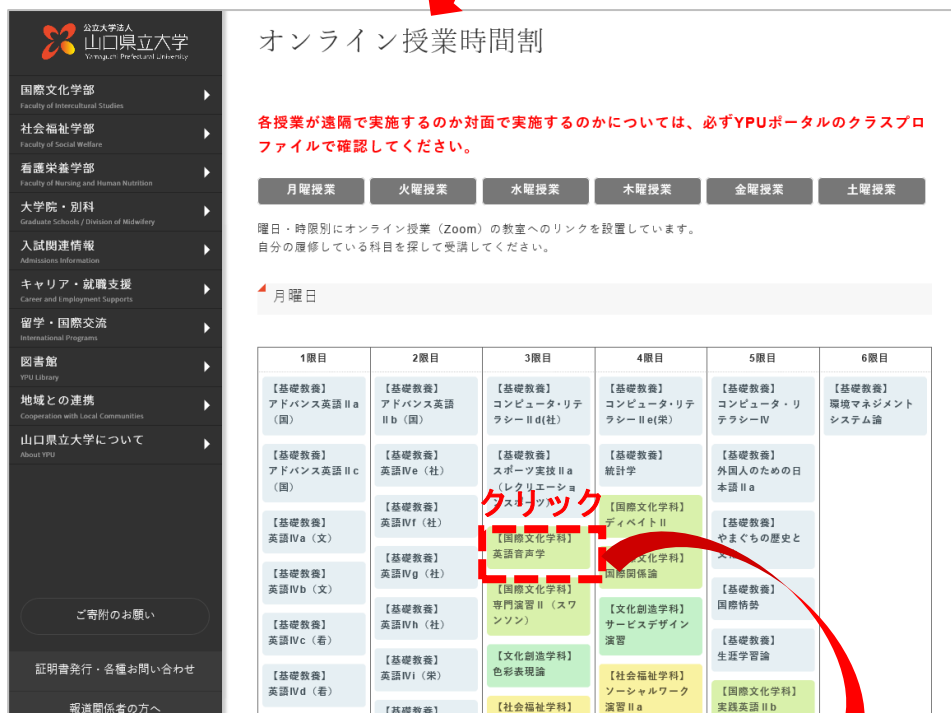 公立大学法人
山口県立大学
Yamaguchi Prefectural University
国際文化学部
Faculty of Intercultural Studies
社会福祉学部
Faculty of Social Welfare
看護栄養学部
Faculty of Nursing and Human Nutrition
大学院・別科
Graduate Schools / Division of Midwifery
入試関連情報
Admissions Information
キャリア・就職支援
Career and Employment Supports
留学・国際交流
International Programs
図書館
YPU Library
地域との連携
Cooperation with Local Communities
山口県立大学について
About YPU
ご寄附のお願い
証明書発行・各種お問い合わせ
報道関係者の方へ
オンライン授業時間割
各授業が遠隔で実施するのか対面で実施するのかについては、必ずYPUポータルのクラスプロ
ファイルで確認してください。
月曜授業 火曜授業 水曜授業 木曜授業 金曜授業 土曜授業
曜日・時限別にオンライン授業（Zoom）の教室へのリンクを設置しています。
自分の履修している科目を探して受講してください。
月曜日
1限目 2限目 3限目 4限目 5限目 6限目
【基礎教養】
アドバンス英語Ⅱa
（国）
【基礎教養】
アドバンス英語Ⅱc
（国）
【基礎教養】
英語Ⅳa（文）
【基礎教養】
英語Ⅳb（文）
【基礎教養】
英語Ⅳc（看）
【基礎教養】
英語Ⅳd（看）
【基礎教養】
アドバンス英語
Ⅱb（国）
【基礎教養】
英語Ⅳe（社）
【基礎教養】
英語Ⅳf（社）
【基礎教養】
英語Ⅳg（社）
【基礎教養】
英語Ⅳh（社）
【基礎教養】
英語Ⅳi（栄）
【基礎教養】
【基礎教養】
コンピュータ・リテ
ラシーⅡd(社)
【基礎教養】
スポーツ実技Ⅱa
（レクリエーショ
ンスポーツ）
クリック
【国際文化学科】
英語音声学
【国際文化学科】
専門演習Ⅱ（スワ
ンソン）
【文化創造学科】
色彩表現論
【社会福祉学科】
【基礎教養】
コンピュータ・リテ
ラシーⅡe(栄)
【基礎教養】
統計学
【国際文化学科】
ディベイトⅡ
文化学科】
国際関係論
【文化創造学科】
サービスデザイン
演習
【社会福祉学科】
ソーシャルワーク
演習Ⅱa
【基礎教養】
コンピュータ・リ
テラシーⅣ
【基礎教養】
外国人のための日
本語Ⅱa
【基礎教養】
やまぐちの歴史と
【基礎教養】
国際情勢
【基礎教養】
生涯学習論
【国際文化学科】
実践英語Ⅱb
【基礎教養】
環境マネジメント
システム論